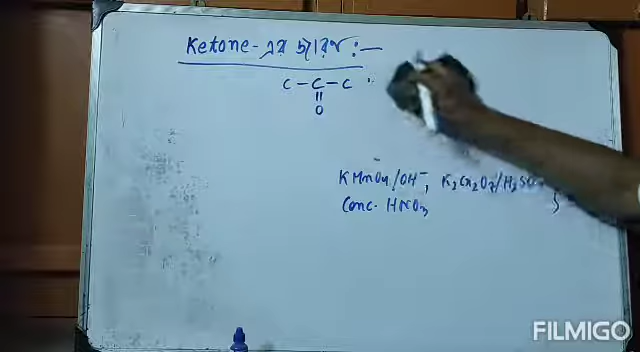 Ketone-এর জারণ :—
C – C – C
||
O
KMnO4/OH⁻, K2Cr2O7/H2SO4
Conc. HNO3
FILMIGO